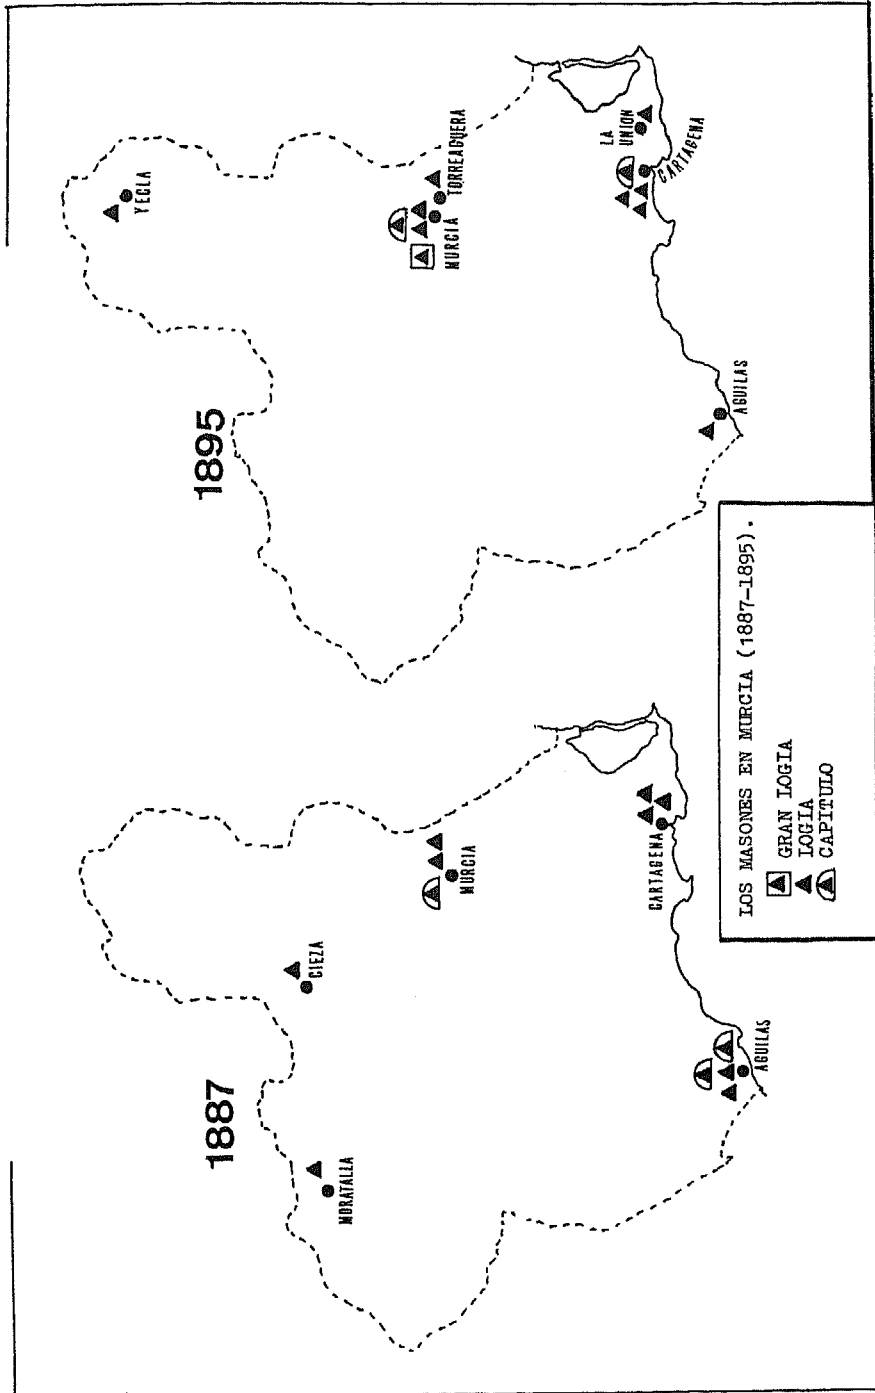 1887
MORATALLA
CIEZA
MURCIA
CARTAGENA
AGUILAS
1895
YECLA
MURCIA
TORREAGUERA
LA
UNION
CARTAGENA
AGUILAS
LOS MASONES EN MURCIA (1887-1895).
GRAN LOGIA
LOGIA
CAPITULO